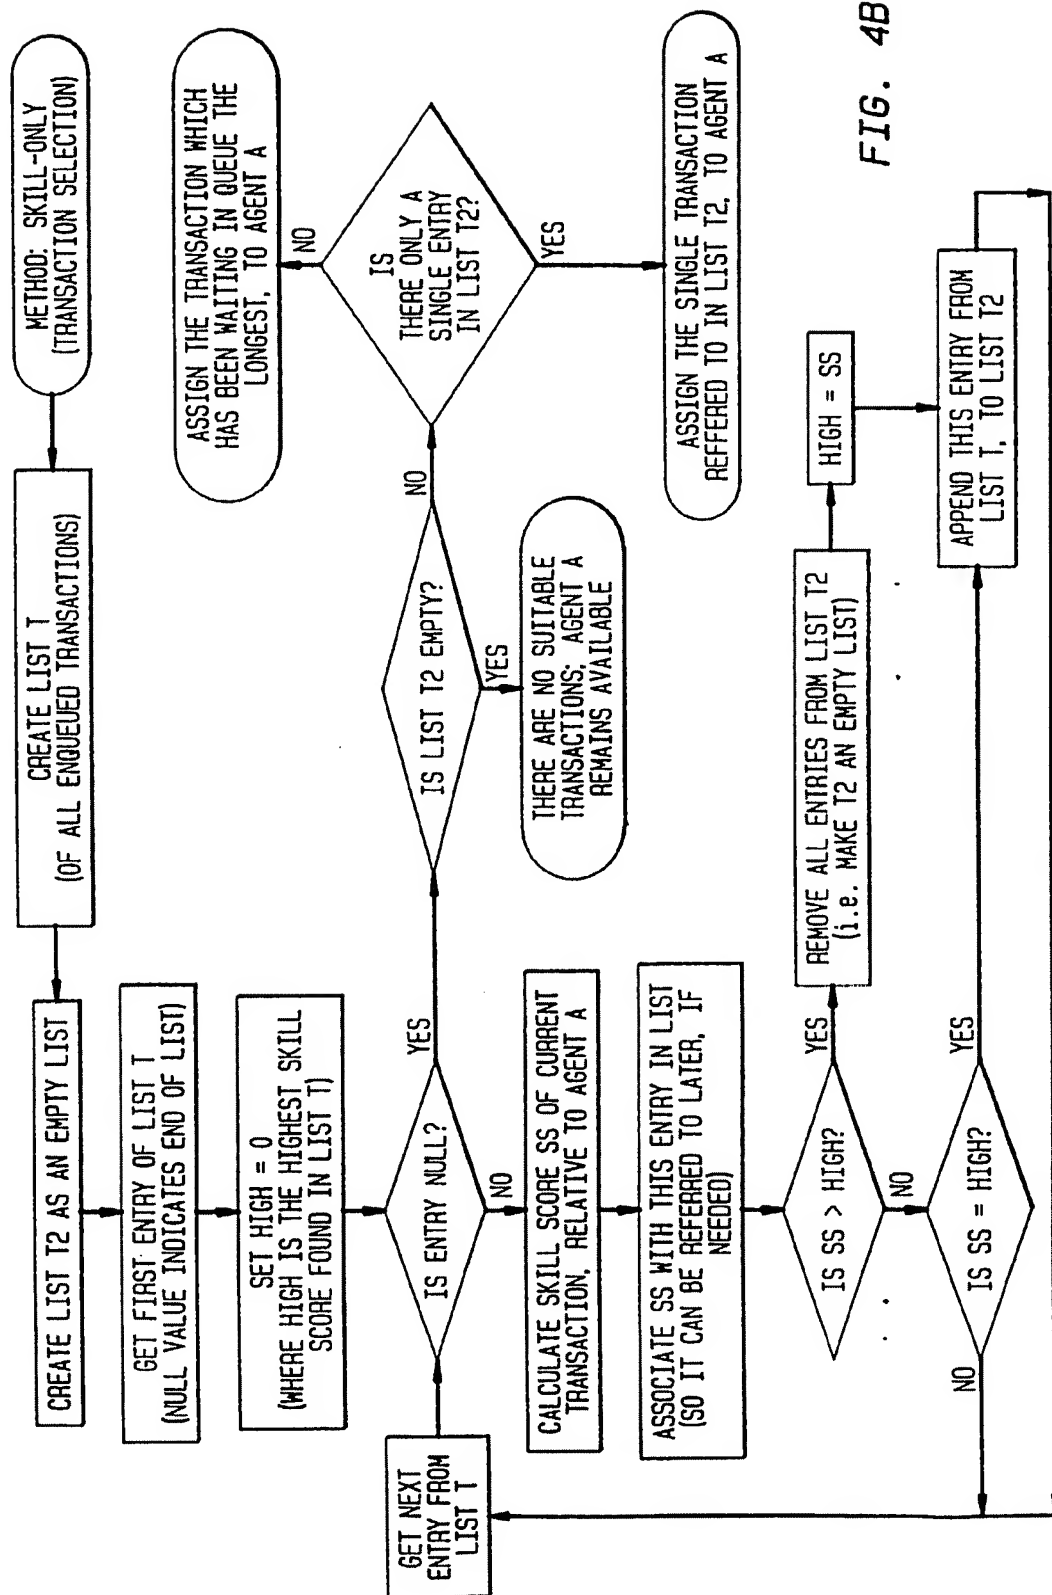 METHOD: SKILL-ONLY
(TRANSACTION SELECTION)
CREATE LIST T
(OF ALL ENQUEUED TRANSACTIONS)
CREATE LIST T2 AS AN EMPTY LIST
GET FIRST ENTRY OF LIST T
(NULL VALUE INDICATES END OF LIST)
SET HIGH = 0
(WHERE HIGH IS THE HIGHEST SKILL
SCORE FOUND IN LIST T)
GET NEXT
ENTRY FROM
LIST T
IS ENTRY NULL?
YES
NO
IS LIST T2 EMPTY?
NO
YES
THERE ARE NO SUITABLE
TRANSACTIONS; AGENT A
REMAINS AVAILABLE
IS
THERE ONLY A
SINGLE ENTRY
IN LIST T2?
NO
YES
ASSIGN THE TRANSACTION WHICH
HAS BEEN WAITING IN QUEUE THE
LONGEST, TO AGENT A
ASSIGN THE SINGLE TRANSACTION
REFFERED TO IN LIST T2, TO AGENT A
CALCULATE SKILL SCORE SS OF CURRENT
TRANSACTION, RELATIVE TO AGENT A
ASSOCIATE SS WITH THIS ENTRY IN LIST
(SO IT CAN BE REFERRED TO LATER, IF
NEEDED)
IS SS > HIGH?
YES
NO
REMOVE ALL ENTRIES FROM LIST T2
(i.e. MAKE T2 AN EMPTY LIST)
HIGH = SS
IS SS = HIGH?
YES
NO
APPEND THIS ENTRY FROM
LIST T, TO LIST T2
FIG. 4B